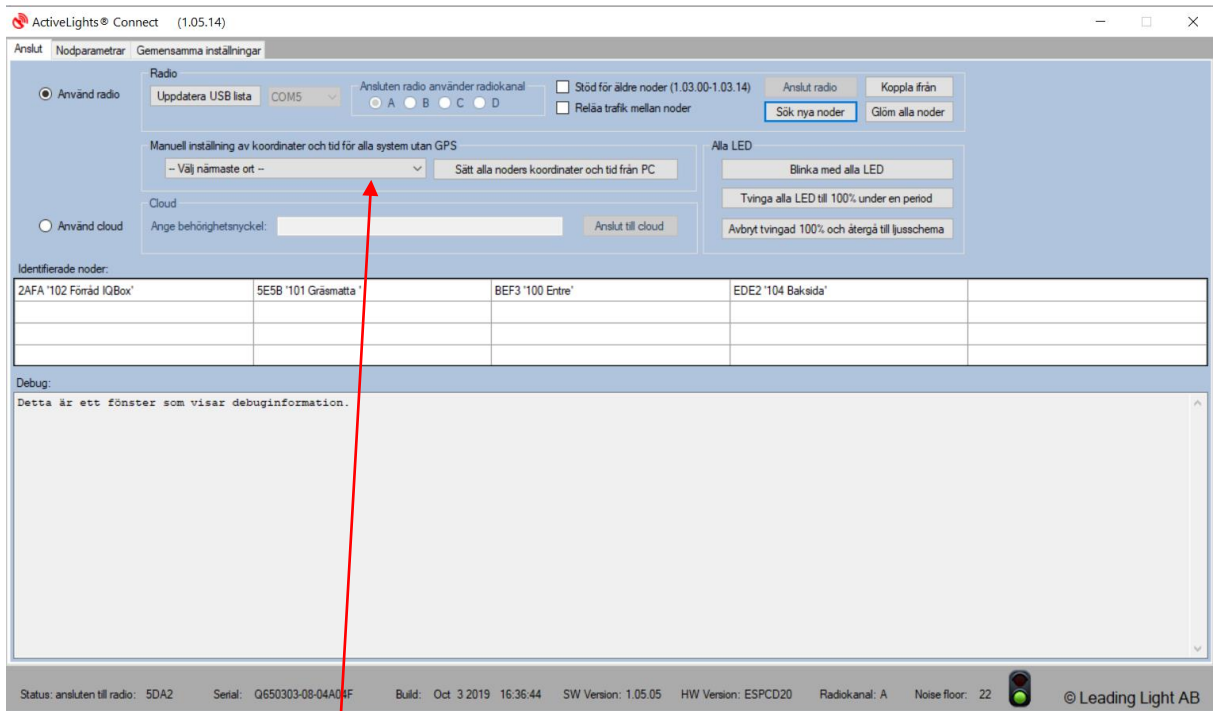 ActiveLights® Connect (1.05.14)
Anslut Nodparametrar Gemensamma inställningar
Använd radio
Radio
Uppdatera USB lista COM5
Ansluten radio använder radiokanal
A B C D
Stöd för äldre noder (1.03.00-1.03.14)
Reläa trafik mellan noder
Anslut radio Koppla ifrån
Sök nya noder Glöm alla noder
Manuell inställning av koordinater och tid för alla system utan GPS
-- Välj närmaste ort -- Sätt alla noders koordinater och tid från PC
Alla LED
Blinka med alla LED
Tvinga alla LED till 100% under en period
Avbryt tvingad 100% och återgå till ljusschema
Använd cloud
Cloud
Ange behörighetsnyckel: Anslut till cloud
Identifierade noder:
2AFA '102 Förråd IQBox' 5E5B '101 Gräsmatta ' BEF3 '100 Entre' EDE2 '104 Baksida'
Debug:
Detta är ett fönster som visar debuginformation.
Status: ansluten till radio: 5DA2 Serial: Q650303-08-04A04F Build: Oct 3 2019 16:36:44 SW Version: 1.05.05 HW Version: ESPCD20 Radiokanal: A Noise floor: 22 © Leading Light AB